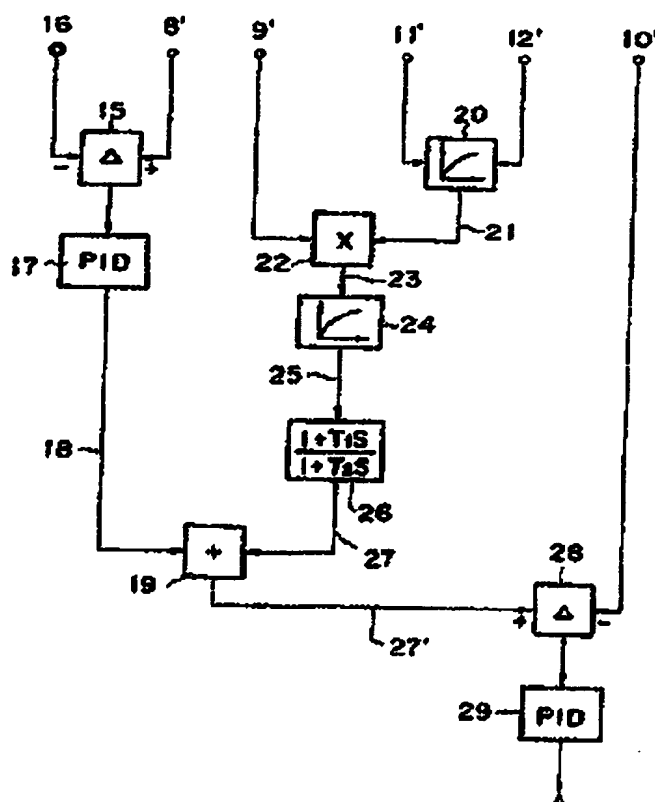 16 8' 9' 11' 12' 10'
15 20
Δ
- +
21
X
17 PID 22
23
24
25
18 1+T₁S
1+T₂S
26
+ 27 28
19 + Δ -
27'
29 PID